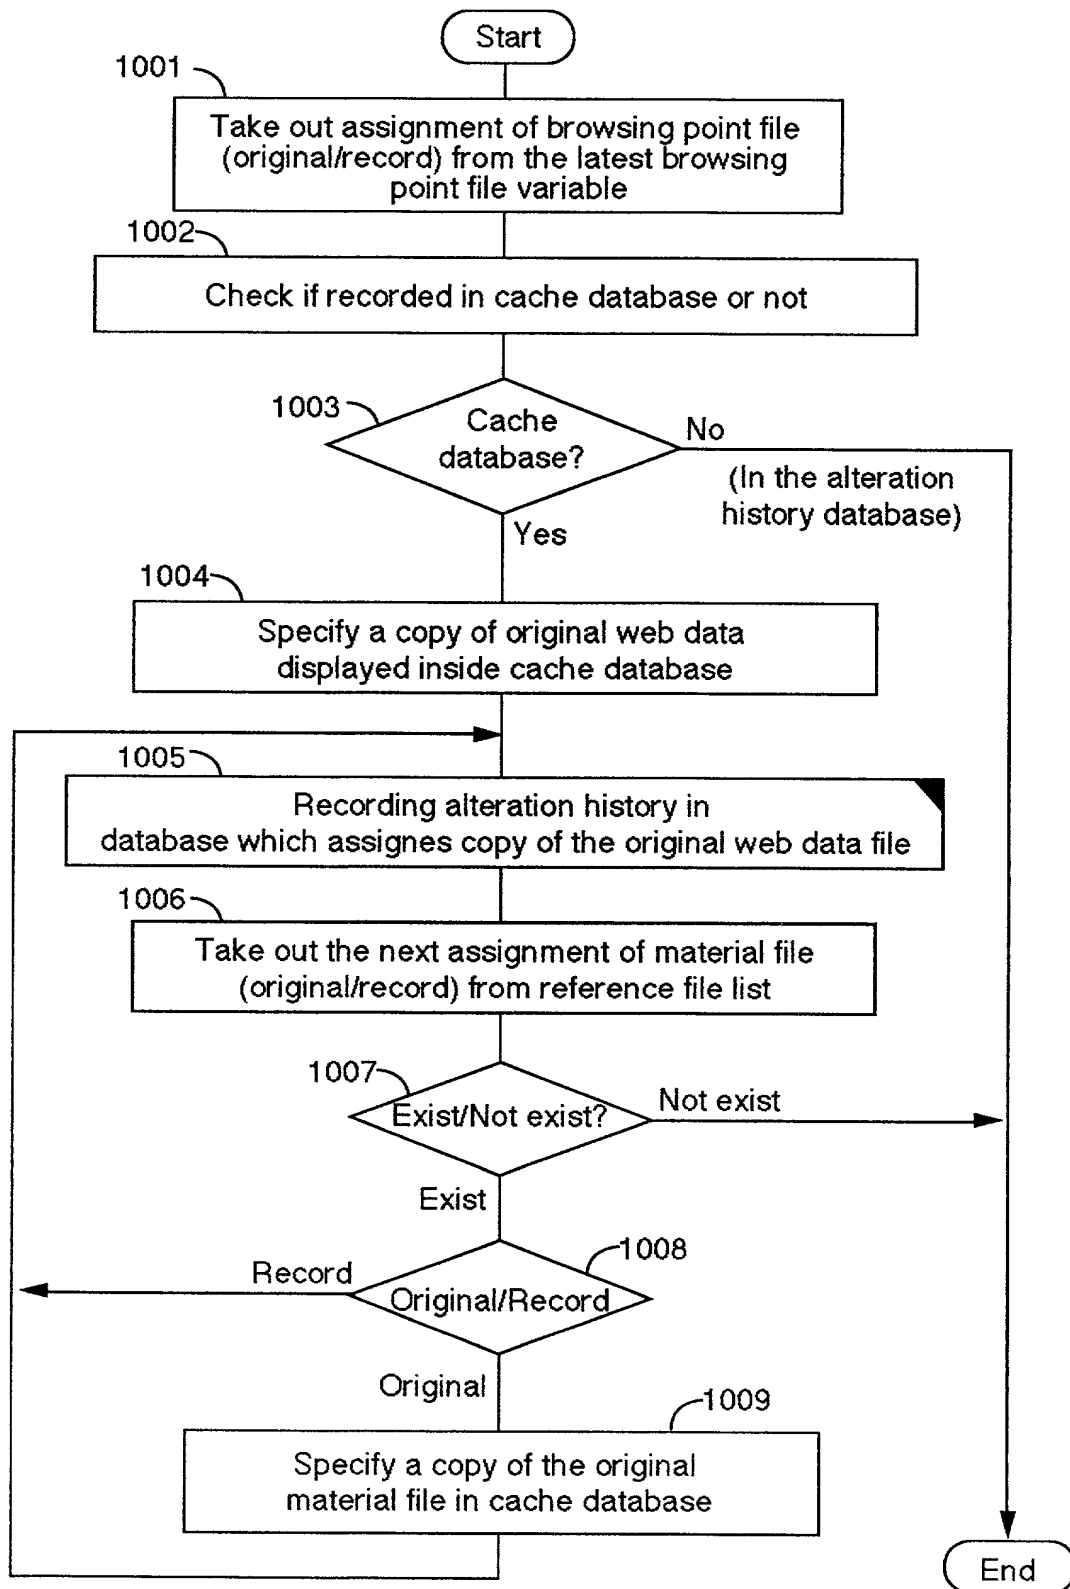 Start
1001
Take out assignment of browsing point file
(original/record) from the latest browsing
point file variable
1002
Check if recorded in cache database or not
1003
Cache
database?
No
(In the alteration
history database)
Yes
1004
Specify a copy of original web data
displayed inside cache database
1005
Recording alteration history in
database which assignes copy of the original web data file
1006
Take out the next assignment of material file
(original/record) from reference file list
1007
Exist/Not exist?
Not exist
Exist
1008
Record
Original/Record
Original
1009
Specify a copy of the original
material file in cache database
End